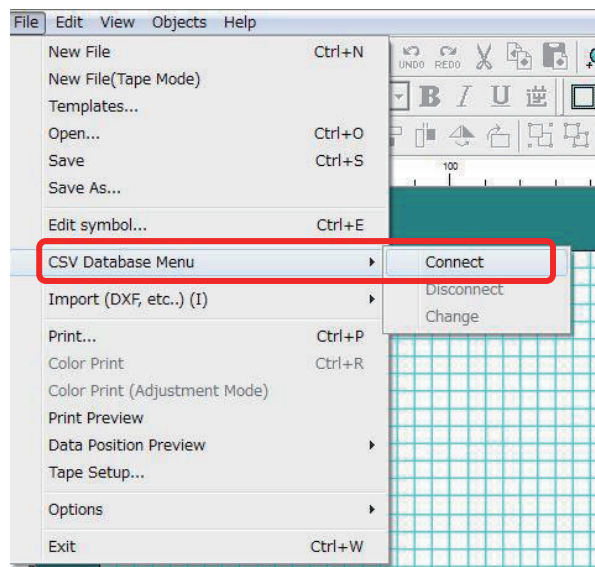 File Edit View Objects Help
New File Ctrl+N
New File(Tape Mode)
Templates...
Open... Ctrl+O
Save Ctrl+S
Save As...
Edit symbol... Ctrl+E
CSV Database Menu
Connect
Disconnect
Change
Import (DXF, etc..) (I)
Print... Ctrl+P
Color Print Ctrl+R
Color Print (Adjustment Mode)
Print Preview
Data Position Preview
Tape Setup...
Options
Exit Ctrl+W
UNDO REDO
B I U 世
100